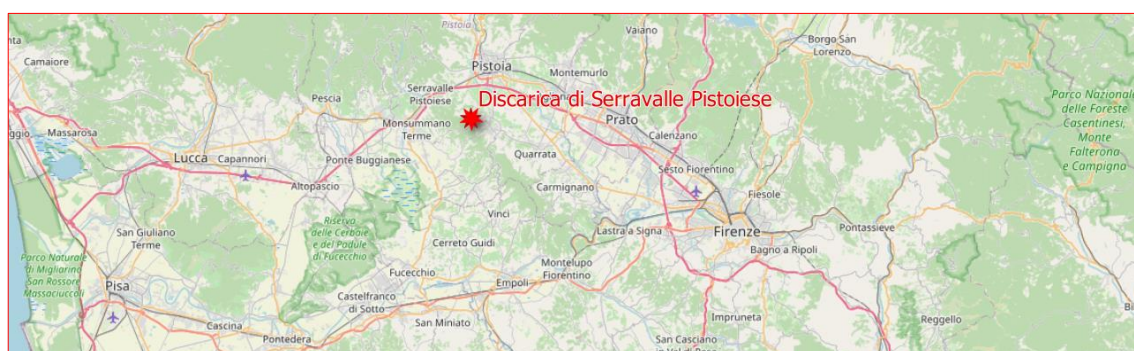 Pistoia
Vaiano
Borgo San
Lorenzo
Camaiore
Pistoia
Montemurlo
Serravalle
Pistoiese
Discarica di Serravalle Pistoiese
Pescia
Parco Nazionale
delle Foreste
Casentinesi,
Monte
Falterona
e Campigna
Massarosa
Monsummano
Terme
Prato
Calenzano
Lucca
Capannori
Ponte Buggianese
Quarrata
Sesto Fiorentino
Altopascio
Carmignano
Fiesole
Riserva
delle Cerbaie
e del Padule
di Fucecchio
Vinci
San Giuliano
Terme
Lastra a Signa
Firenze
Pontassieve
Cerreto Guidi
Bagno a Ripoli
Parco Naturale
di Migliarino
San Rossore
Massaciuccoli
Pisa
Fucecchio
Montelupo
Fiorentino
Empoli
Castelfranco
di Sotto
Cascina
San Miniato
Impruneta
Reggello
Pontedera
San Casciano